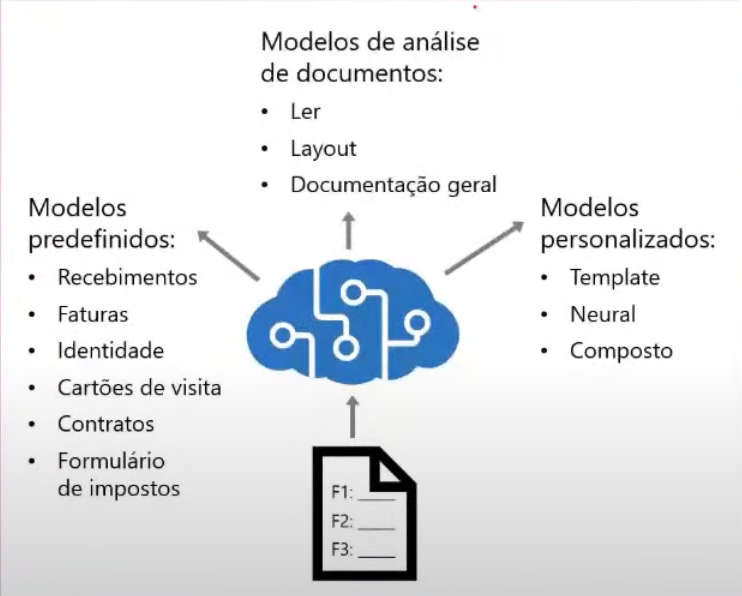 Modelos de análise
de documentos:
• Ler
• Layout
• Documentação geral
Modelos
predefinidos:
• Recebimentos
• Faturas
• Identidade
• Cartões de visita
• Contratos
• Formulário
de impostos
Modelos
personalizados:
• Template
• Neural
• Composto
F1: ____
F2: ____
F3: ____